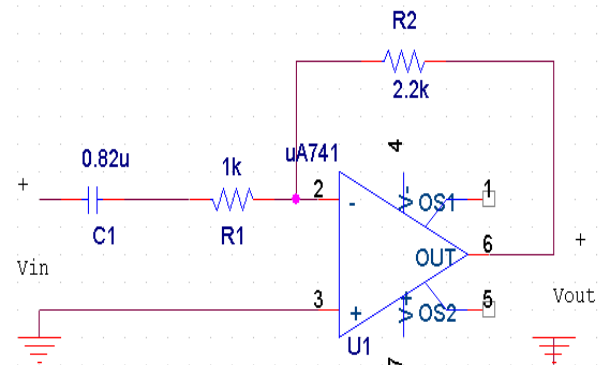 R2
2.2k
0.82u
1k
uA741
4
+
2
-
V-
OS1
1
C1
R1
OUT
6
+
Vin
3
+
V+
OS2
5
Vout
U1
7